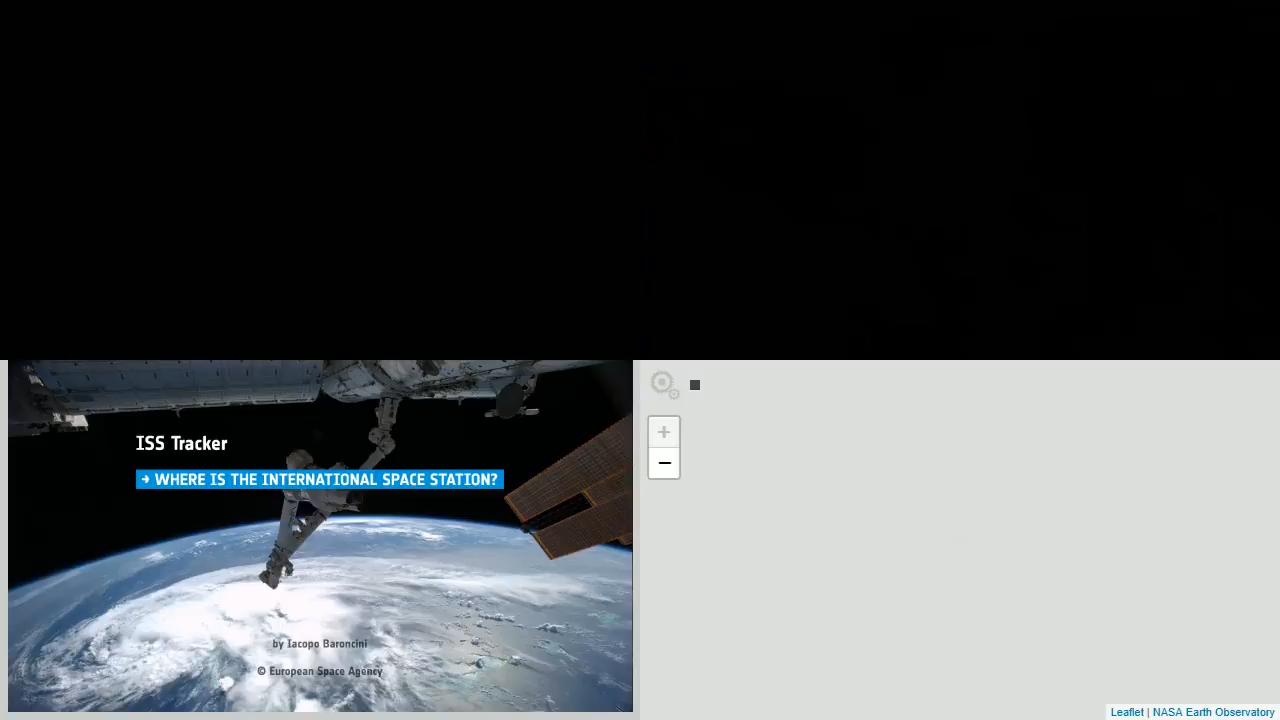 ISS Tracker
→ WHERE IS THE INTERNATIONAL SPACE STATION?
by Iacopo Baroncini
© European Space Agency
+
−
Leaflet | NASA Earth Observatory